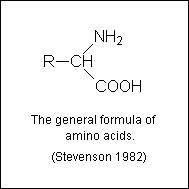 NH₂
R—CH
COOH
The general formula of
amino acids.
(Stevenson 1982)